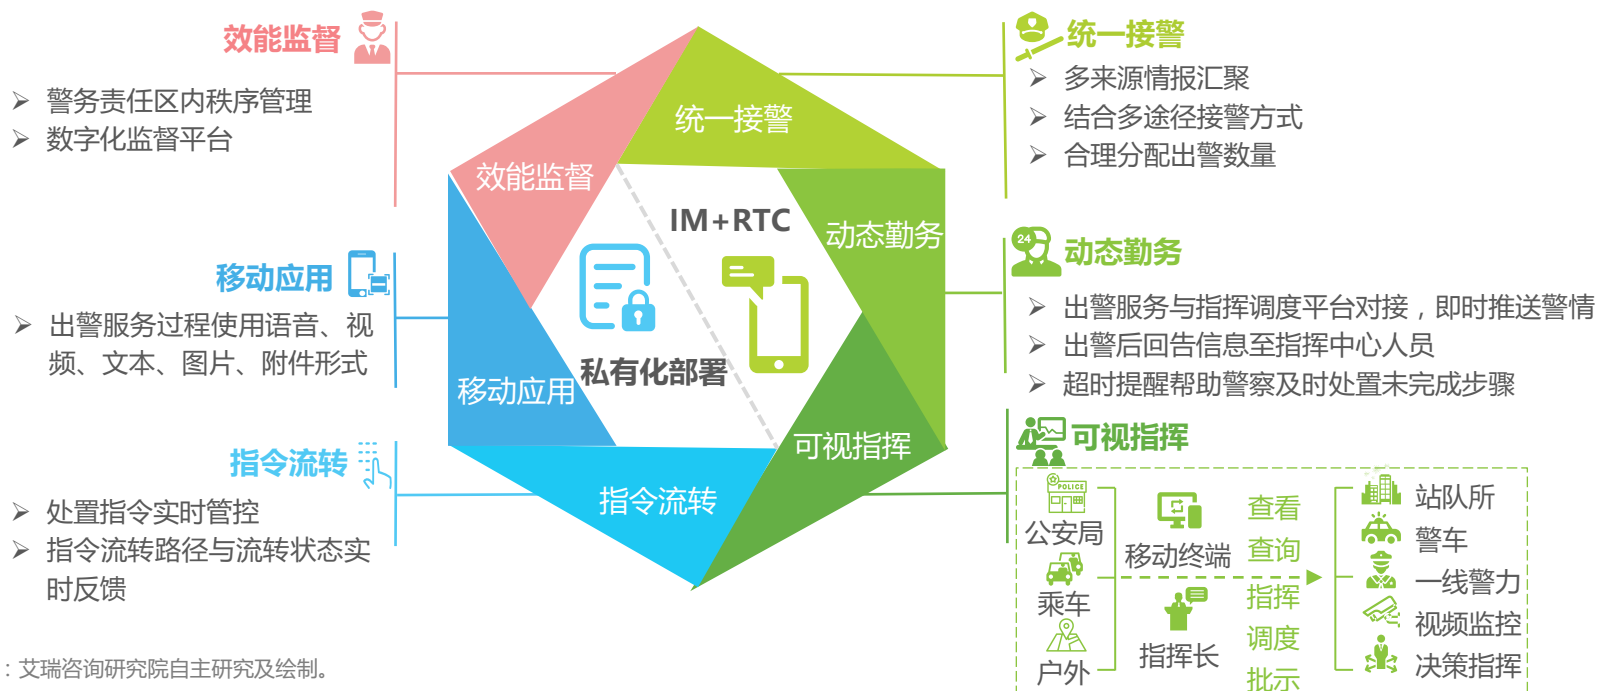 效能监督
警务责任区内秩序管理
数字化监督平台
移动应用
出警服务过程使用语音、视
频、文本、图片、附件形式
指令流转
处置指令实时管控
指令流转路径与流转状态实
时反馈
统一接警
效能监督
动态勤务
IM+RTC
私有化部署
移动应用
可视指挥
指令流转
统一接警
多来源情报汇聚
结合多途径接警方式
合理分配出警数量
24
动态勤务
出警服务与指挥调度平台对接，即时推送警情
出警后回告信息至指挥中心人员
超时提醒帮助警察及时处置未完成步骤
可视指挥
POLICE
公安局
乘车
户外
移动终端
指挥长
查看
查询
指挥
调度
批示
站队所
警车
一线警力
视频监控
决策指挥
：艾瑞咨询研究院自主研究及绘制。